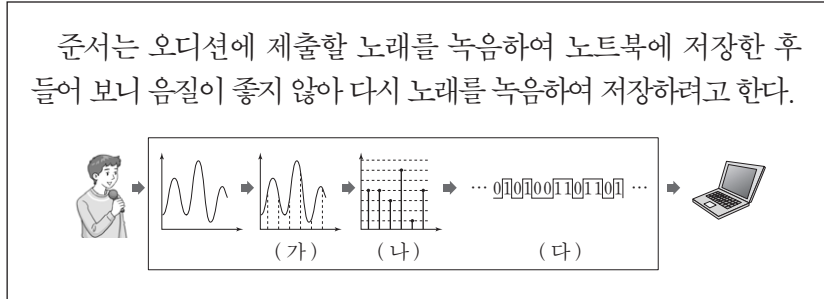 준서는 오디션에 제출할 노래를 녹음하여 노트북에 저장한 후
들어 보니 음질이 좋지 않아 다시 노래를 녹음하여 저장하려고 한다.
… 0101001101101 …
(가) (나) (다)